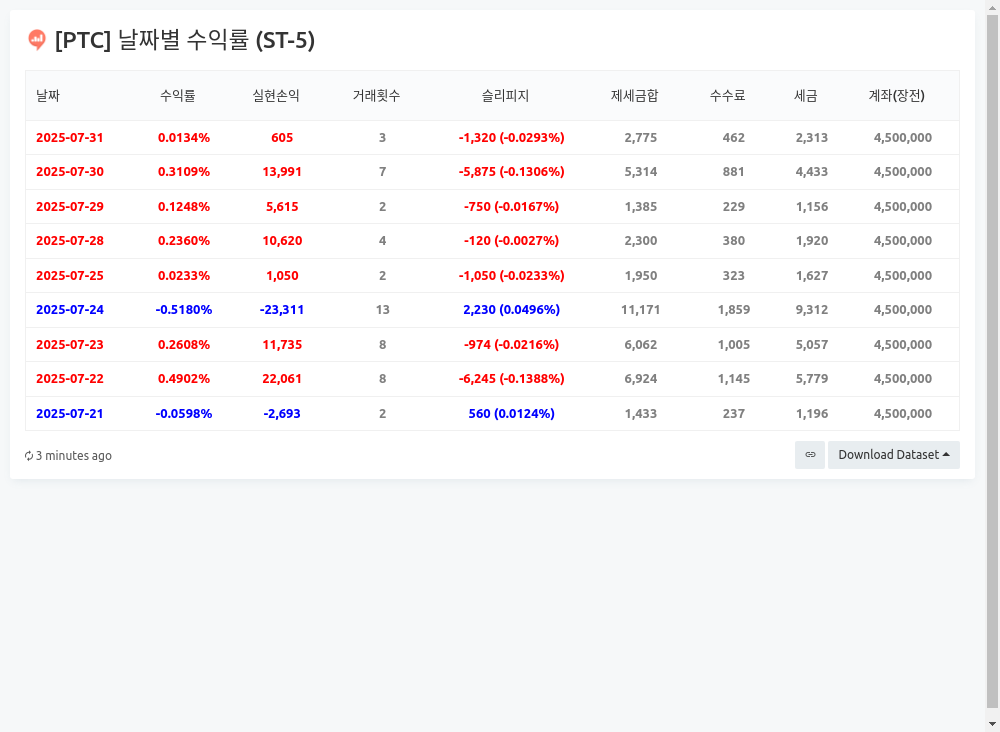 [PTC] 날짜별 수익률 (ST-5)
날짜 수익률 실현손익 거래횟수 슬리피지 제세금합 수수료 세금 계좌(장전)
2025-07-31 0.0134% 605 3 -1,320 (-0.0293%) 2,775 462 2,313 4,500,000
2025-07-30 0.3109% 13,991 7 -5,875 (-0.1306%) 5,314 881 4,433 4,500,000
2025-07-29 0.1248% 5,615 2 -750 (-0.0167%) 1,385 229 1,156 4,500,000
2025-07-28 0.2360% 10,620 4 -120 (-0.0027%) 2,300 380 1,920 4,500,000
2025-07-25 0.0233% 1,050 2 -1,050 (-0.0233%) 1,950 323 1,627 4,500,000
2025-07-24 -0.5180% -23,311 13 2,230 (0.0496%) 11,171 1,859 9,312 4,500,000
2025-07-23 0.2608% 11,735 8 -974 (-0.0216%) 6,062 1,005 5,057 4,500,000
2025-07-22 0.4902% 22,061 8 -6,245 (-0.1388%) 6,924 1,145 5,779 4,500,000
2025-07-21 -0.0598% -2,693 2 560 (0.0124%) 1,433 237 1,196 4,500,000
3 minutes ago Download Dataset